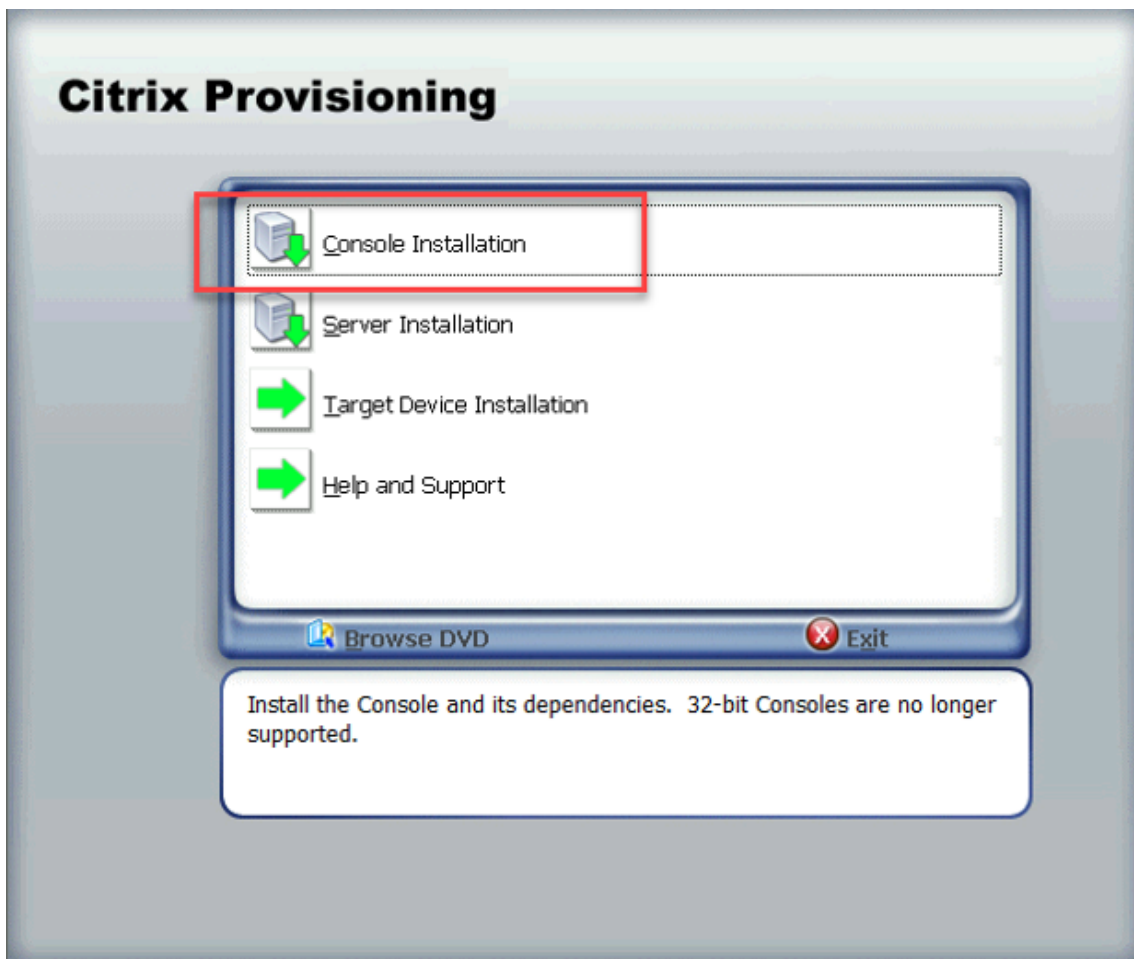 Citrix Provisioning
Console Installation
Server Installation
Target Device Installation
Help and Support
Browse DVD
Exit
Install the Console and its dependencies.  32-bit Consoles are no longer
supported.